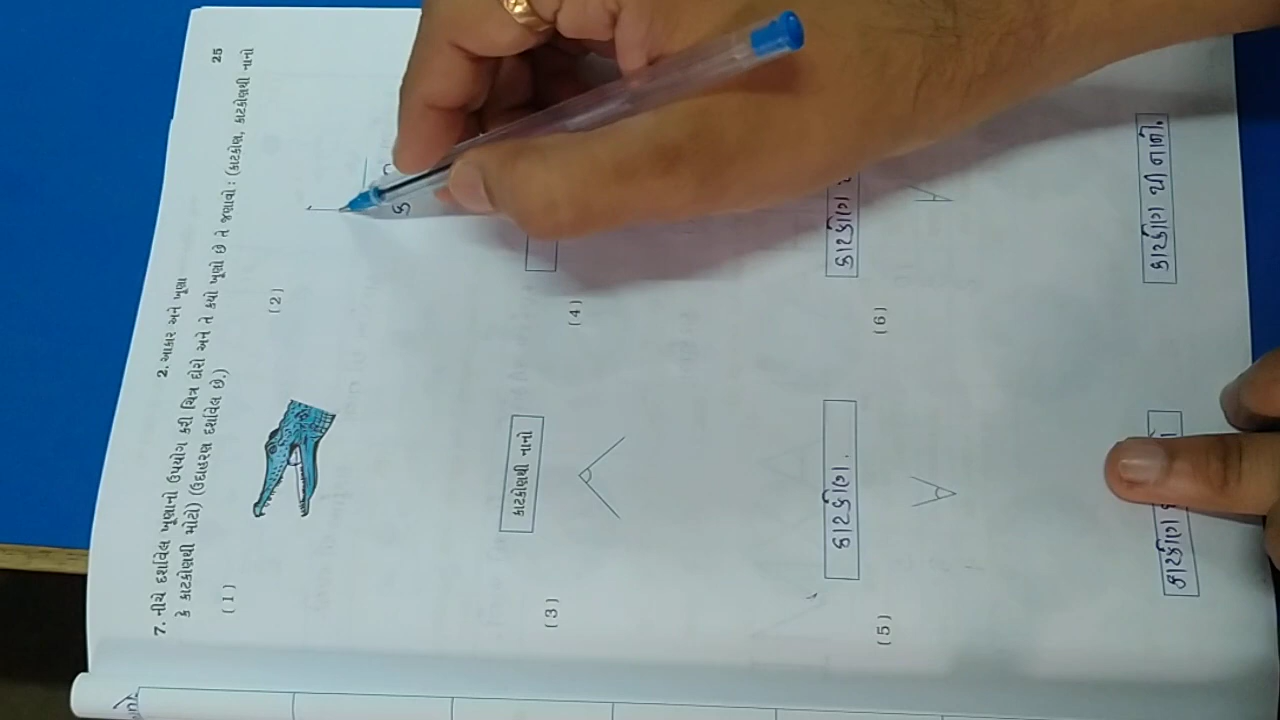 2. આકાર અને ખૂણા
25
7. નીચે દર્શાવેલ ખૂણાનો ઉપયોગ કરી ચિત્ર દોરો અને તે કયો ખૂણો છે તે જણાવો : (કાટકોણ, કાટકોણથી નાનો
કે કાટકોણથી મોટો) (ઉદાહરણ દર્શાવેલ છે.)
(1)
(2)
કાટકોણથી નાનો
(3)
(4)
કાટકોણ.
કાટકોણ
(5)
(6)
કાટકોણ
કાટકોણ થી નાનો.